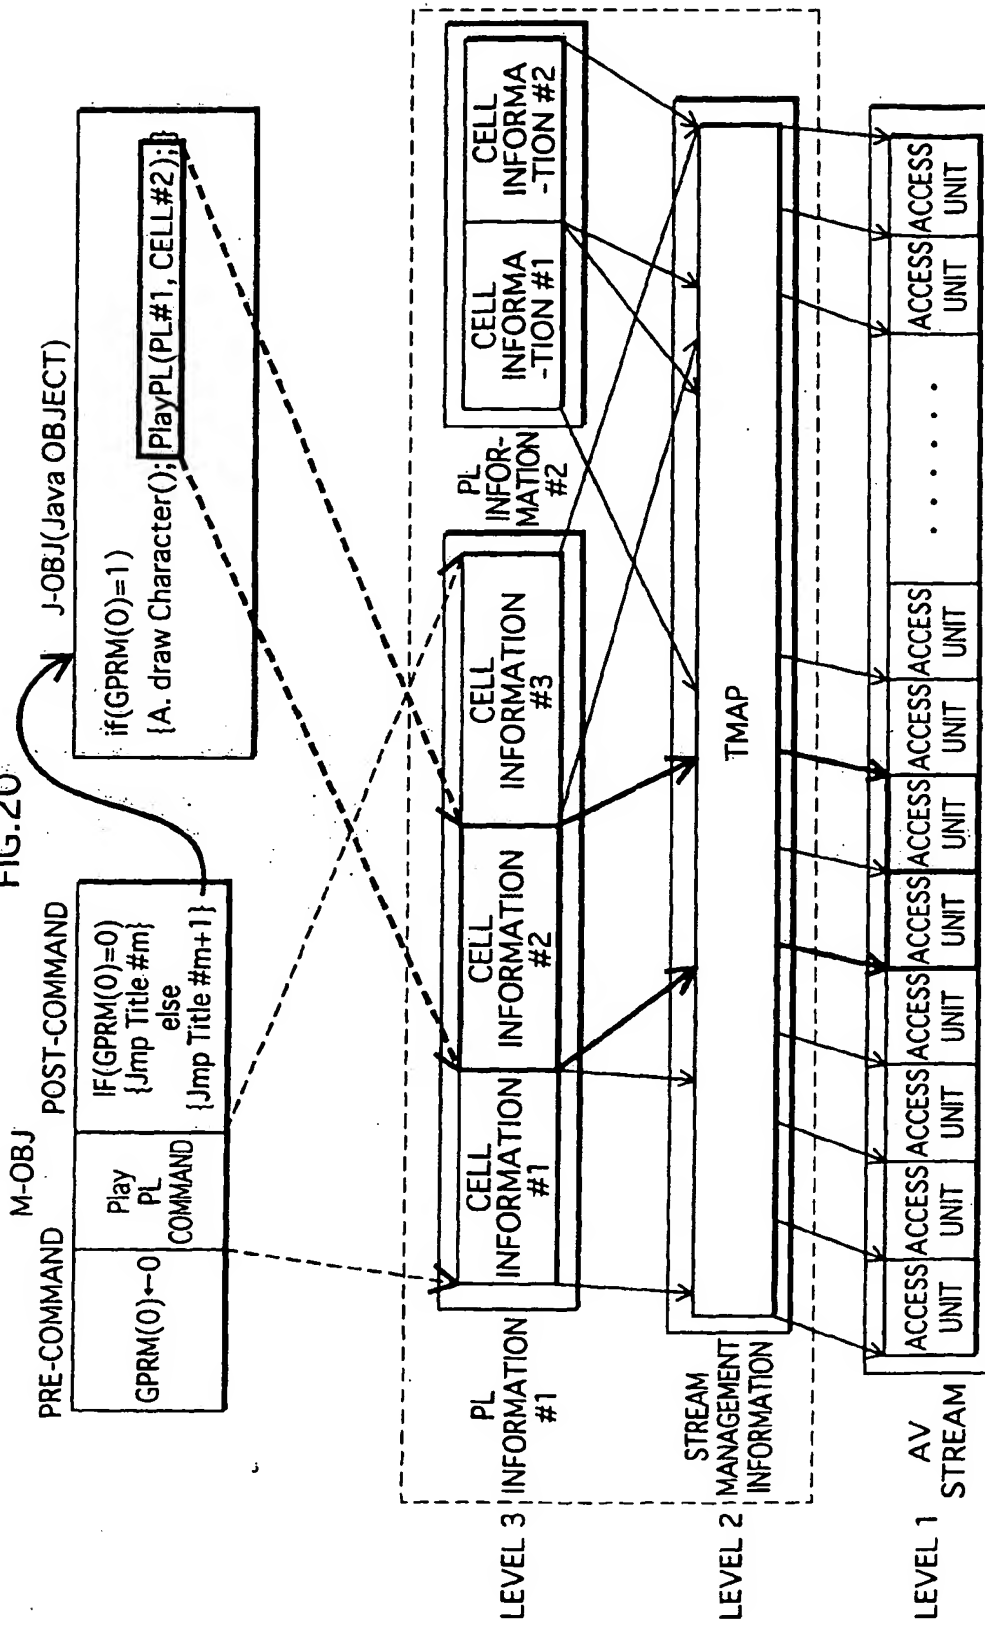 FIG.20
M-OBJ
PRE-COMMAND
POST-COMMAND
GPRM(0)←0
Play
PL
COMMAND
IF(GPRM(0)=0)
{Jmp Title #m}
else
{Jmp Title #m+1}
J-OBJ(Java OBJECT)
if(GPRM(0)=1)
{A. draw Character(); PlayPL(PL#1, CELL#2);}
LEVEL 3
PL
INFORMATION
#1
CELL
INFORMATION
#1
CELL
INFORMATION
#2
CELL
INFORMATION
#3
PL
INFOR-
MATION
#2
CELL
INFORMA
-TION #1
CELL
INFORMA
-TION #2
LEVEL 2
STREAM
MANAGEMENT
INFORMATION
TMAP
LEVEL 1
AV
STREAM
ACCESS
UNIT
ACCESS
UNIT
ACCESS
UNIT
ACCESS
UNIT
ACCESS
UNIT
ACCESS
UNIT
ACCESS
UNIT
ACCESS
UNIT
. . . . . .
ACCESS
UNIT
ACCESS
UNIT